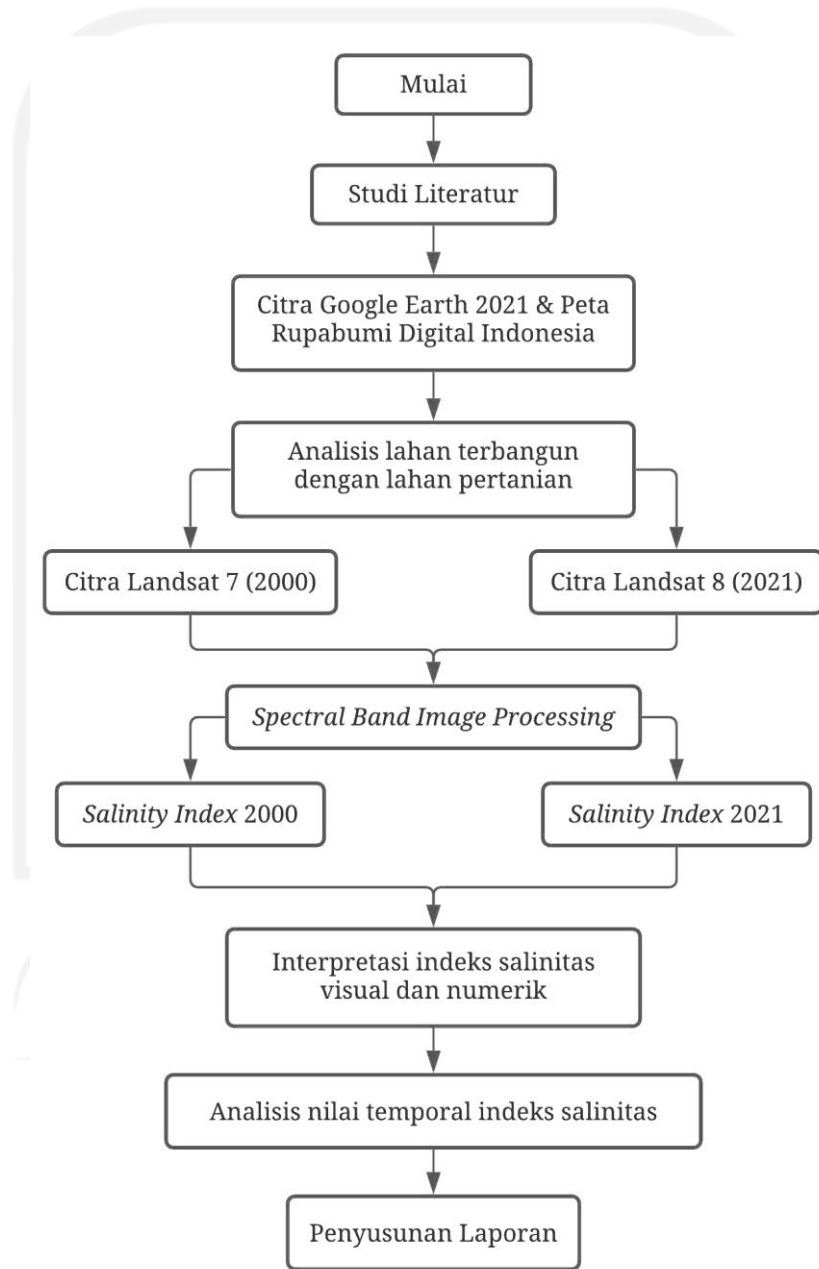 Mulai
Studi Literatur
Citra Google Earth 2021 & Peta
Rupabumi Digital Indonesia
Analisis lahan terbangun
dengan lahan pertanian
Citra Landsat 7 (2000)
Citra Landsat 8 (2021)
Spectral Band Image Processing
Salinity Index 2000
Salinity Index 2021
Interpretasi indeks salinitas
visual dan numerik
Analisis nilai temporal indeks salinitas
Penyusunan Laporan